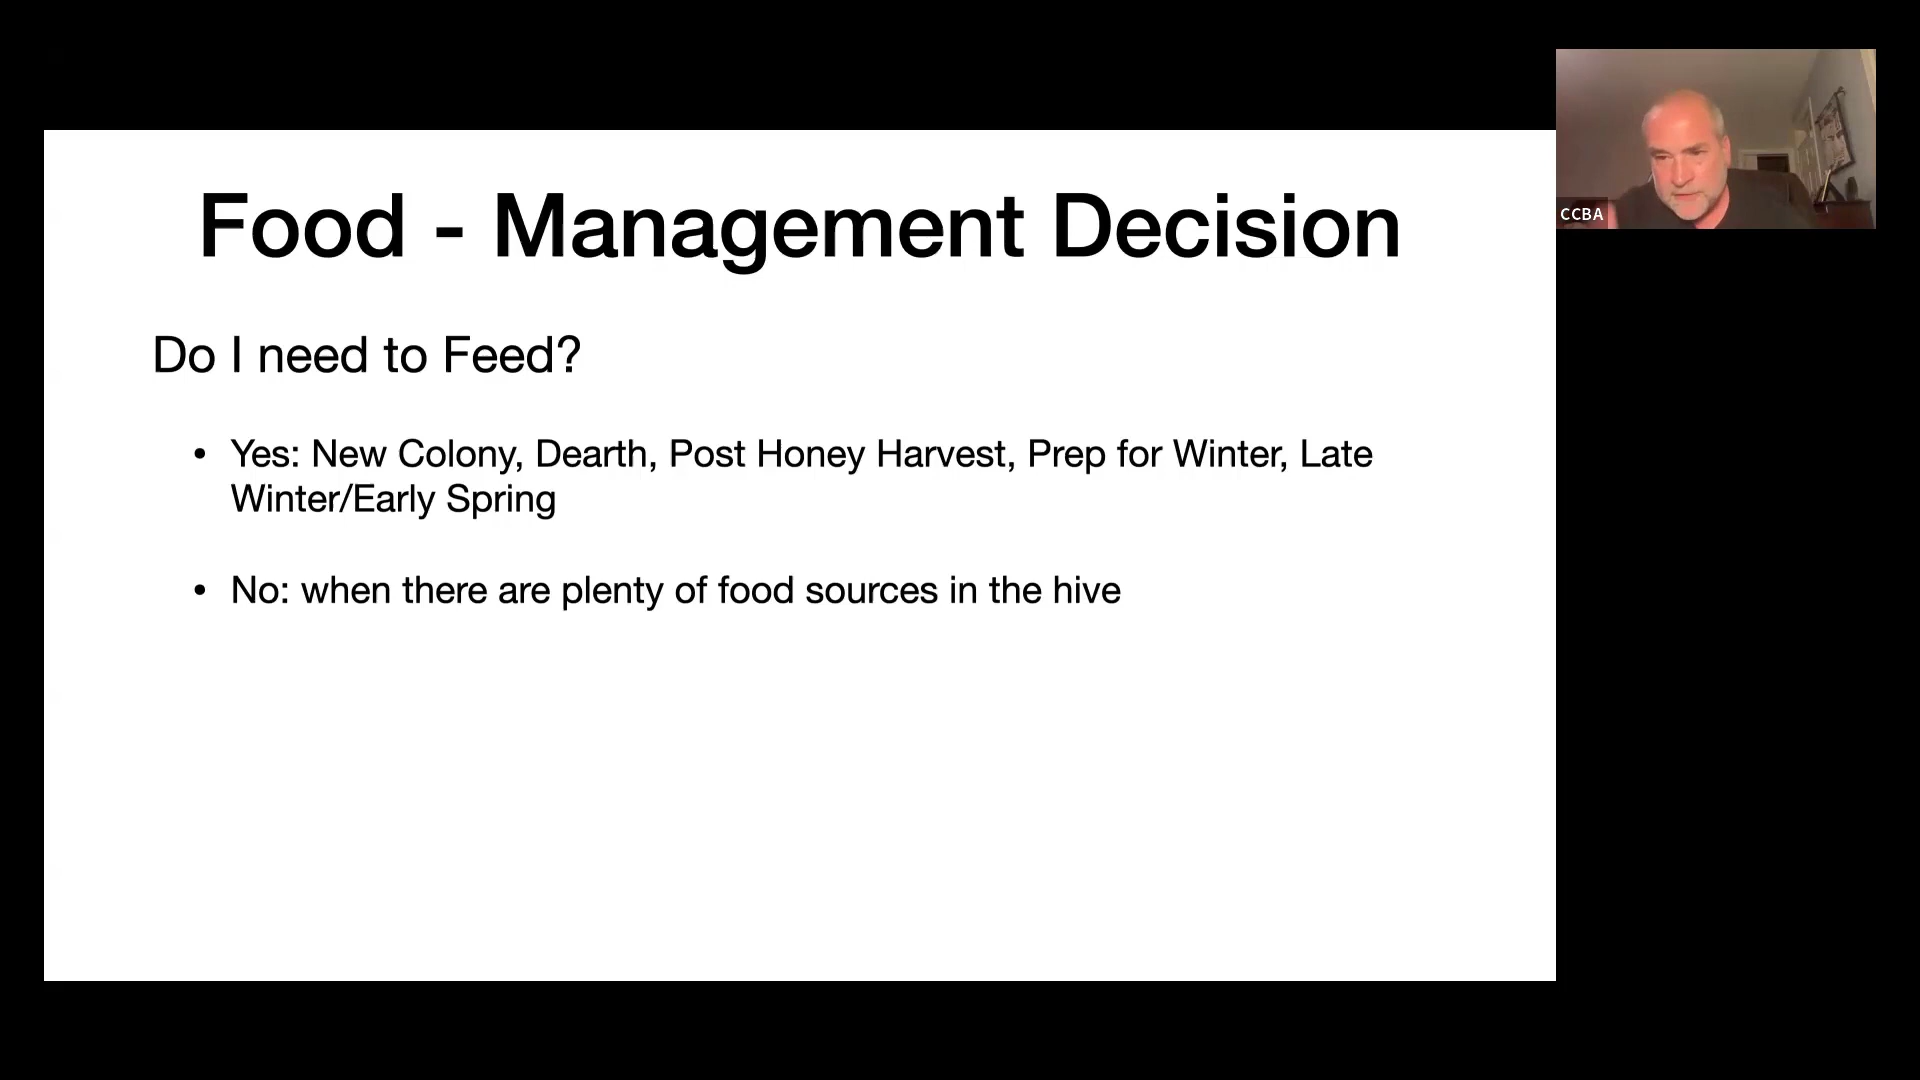 Food - Management Decision
CCBA
Do I need to Feed?
• Yes: New Colony, Dearth, Post Honey Harvest, Prep for Winter, Late
Winter/Early Spring
• No: when there are plenty of food sources in the hive